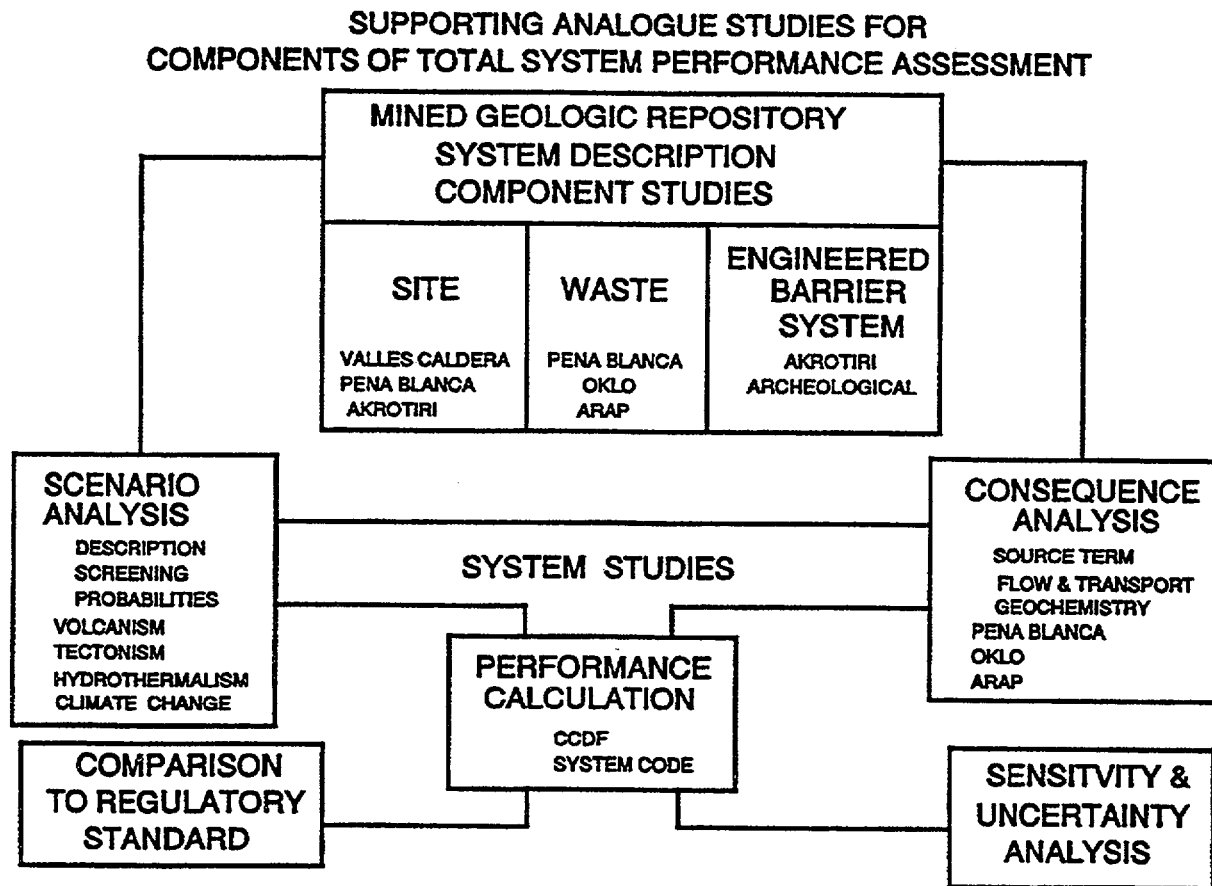 SUPPORTING ANALOGUE STUDIES FOR
COMPONENTS OF TOTAL SYSTEM PERFORMANCE ASSESSMENT
MINED GEOLOGIC REPOSITORY
SYSTEM DESCRIPTION
COMPONENT STUDIES
SITE
VALLES CALDERA
PENA BLANCA
AKROTIRI
WASTE
PENA BLANCA
OKLO
ARAP
ENGINEERED
BARRIER
SYSTEM
AKROTIRI
ARCHEOLOGICAL
SCENARIO
ANALYSIS
DESCRIPTION
SCREENING
PROBABILITIES
VOLCANISM
TECTONISM
HYDROTHERMALISM
CLIMATE CHANGE
SYSTEM STUDIES
CONSEQUENCE
ANALYSIS
SOURCE TERM
FLOW & TRANSPORT
GEOCHEMISTRY
PENA BLANCA
OKLO
ARAP
PERFORMANCE
CALCULATION
CCDF
SYSTEM CODE
COMPARISON
TO REGULATORY
STANDARD
SENSITVITY &
UNCERTAINTY
ANALYSIS